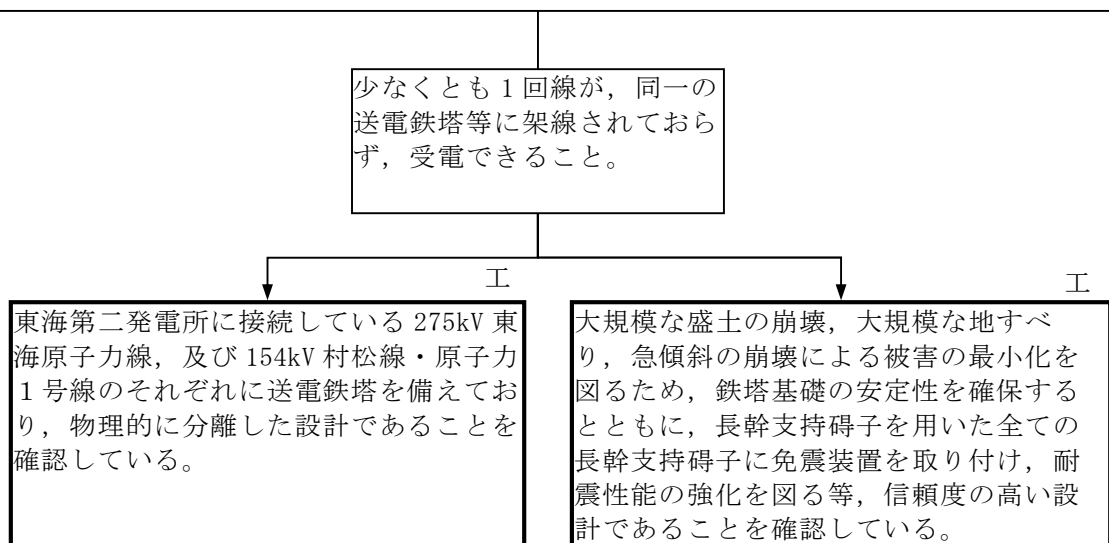 少なくとも1回線が，同一の
送電鉄塔等に架線されておら
ず，受電できること。
工
東海第二発電所に接続している 275kV 東
海原子力線，及び 154kV 村松線・原子力
１号線のそれぞれに送電鉄塔を備えてお
り，物理的に分離した設計であることを
確認している。
工
大規模な盛土の崩壊，大規模な地すべ
り，急傾斜の崩壊による被害の最小化を
図るため，鉄塔基礎の安定性を確保する
とともに，長幹支持碍子を用いた全ての
長幹支持碍子に免震装置を取り付け，耐
震性能の強化を図る等，信頼度の高い設
計であることを確認している。